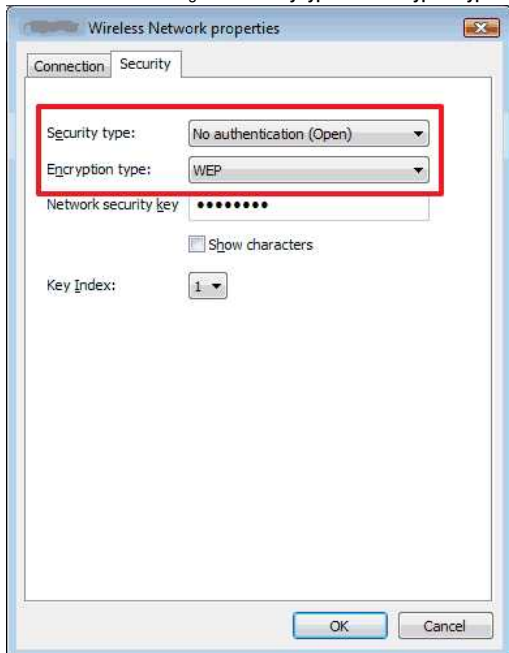 Wireless Network properties
Connection Security
Security type: No authentication (Open)
Encryption type: WEP
Network security key ••••••••
Show characters
Key Index: 1
OK Cancel